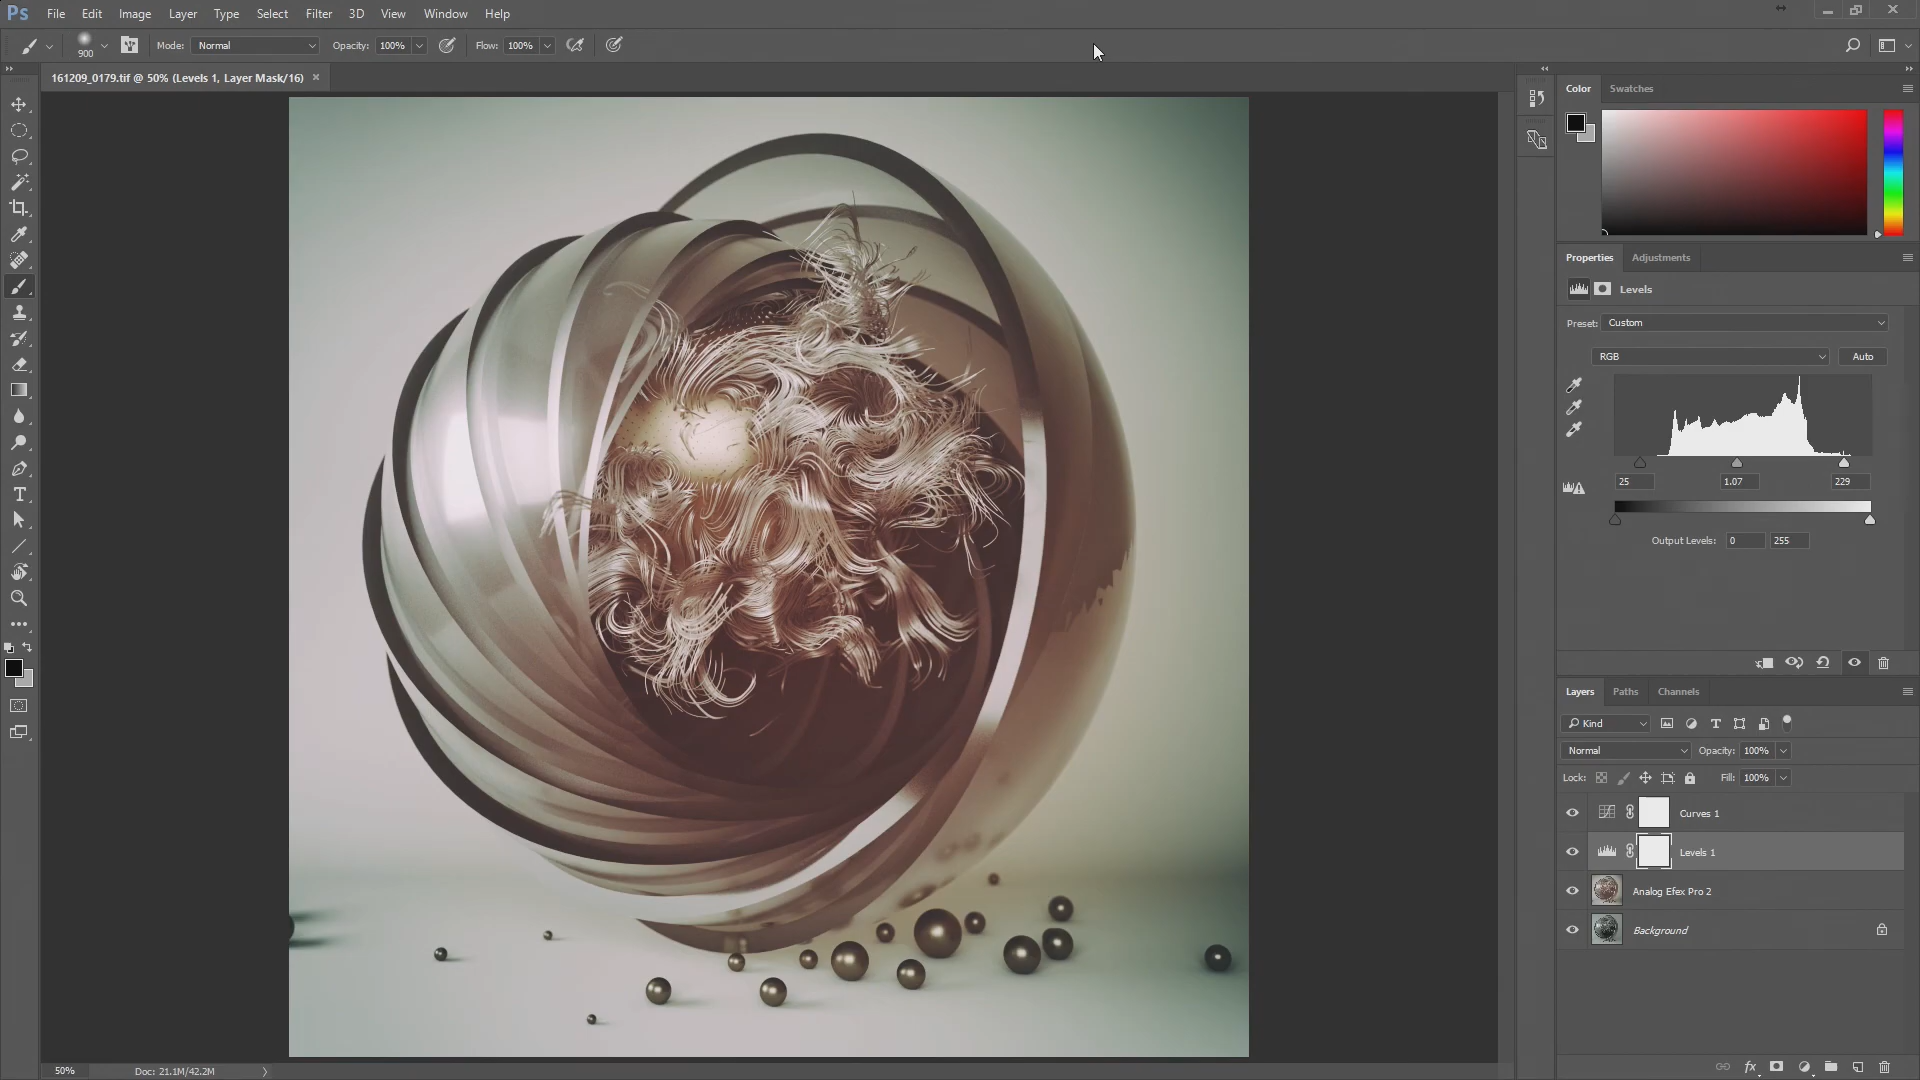 Ps File Edit Image Layer Type Select Filter 3D View Window Help
900 Mode: Normal Opacity: 100% Flow: 100%
161209_0179.tif @ 50% (Levels 1, Layer Mask/16) ×
Color Swatches
Properties Adjustments
Levels
Preset: Custom
RGB Auto
25 1.07 229
Output Levels: 0 255
Layers Paths Channels
Kind
Normal Opacity: 100%
Lock: Fill: 100%
Curves 1
Levels 1
Analog Efex Pro 2
Background
fx
50% Doc: 21.1M/42.2M